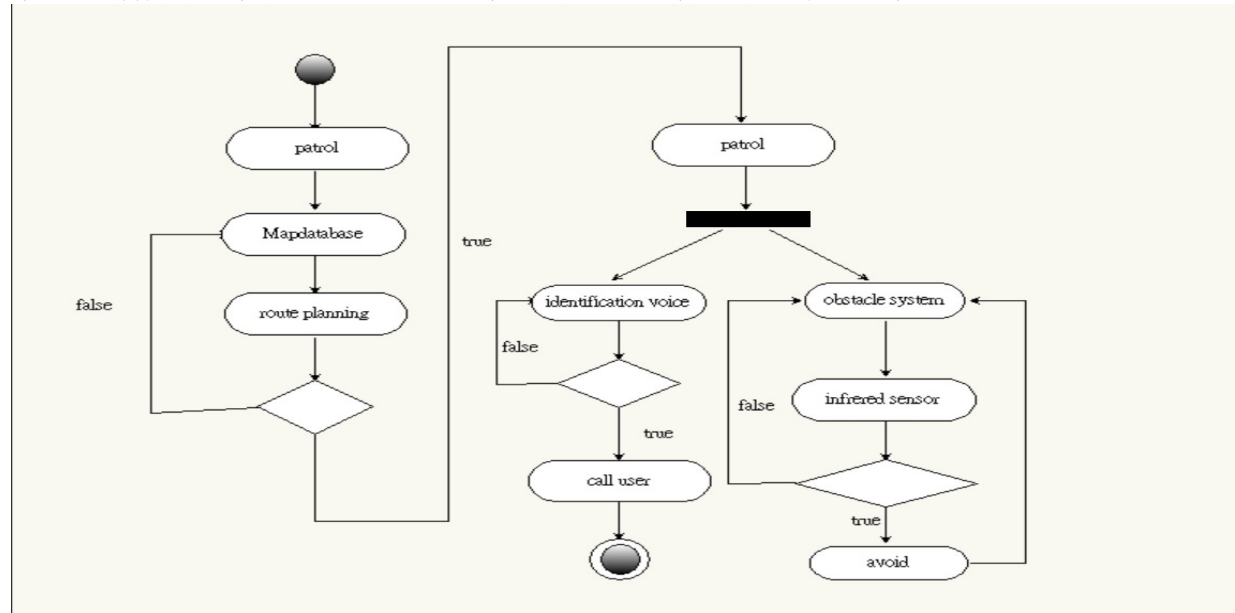 patrol
Mapdatabase
false
route planning
true
patrol
identification voice
false
true
call user
obstacle system
false
infrered sensor
true
avoid